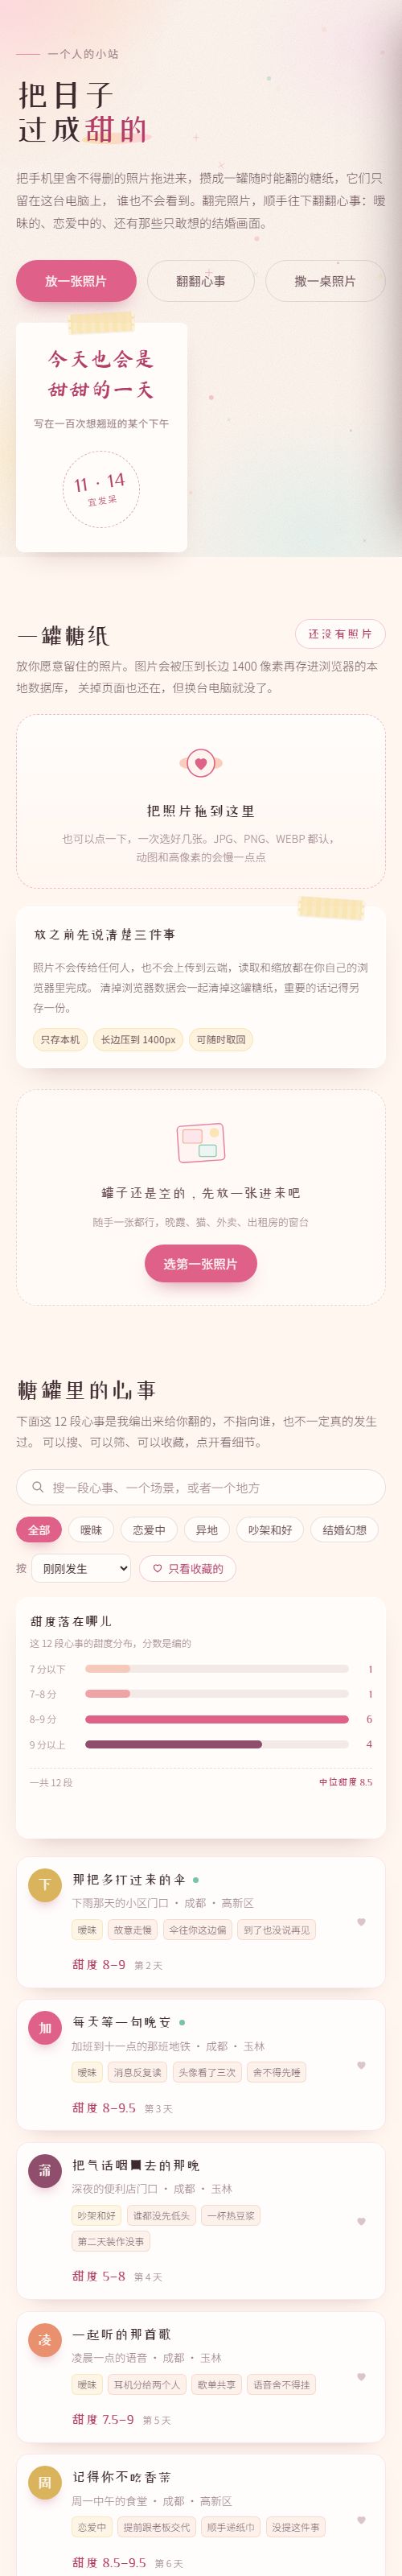 一个人的小站
把日子
过成甜的
把手机里舍不得删的照片拖进来，攒成一罐随时能翻的糖纸，它们只
留在这台电脑上， 谁也不会看到。翻完照片，顺手往下翻翻心事：暧
昧的、恋爱中的、还有那些只敢想的结婚画面。
放一张照片
翻翻心事
撒一桌照片
今天也会是
甜甜的一天
写在一百次想翘班的某个下午
11 · 14
宜发呆
一罐糖纸
还没有照片
放你愿意留住的照片。图片会被压到长边 1400 像素再存进浏览器的本
地数据库， 关掉页面也还在，但换台电脑就没了。
把照片拖到这里
也可以点一下，一次选好几张。JPG、PNG、WEBP 都认，
动图和高像素的会慢一点点
放之前先说清楚三件事
照片不会传给任何人，也不会上传到云端，读取和缩放都在你自己的浏
览器里完成。 清掉浏览器数据会一起清掉这罐糖纸，重要的话记得另
存一份。
只存本机
长边压到 1400px
可随时取回
罐子还是空的，先放一张进来吧
随手一张都行，晚霞、猫、外卖、出租房的窗台
选第一张照片
糖罐里的心事
下面这 12 段心事是我编出来给你翻的，不指向谁，也不一定真的发生
过。 可以搜、可以筛、可以收藏，点开看细节。
搜一段心事、一个场景，或者一个地方
全部
暧昧
恋爱中
异地
吵架和好
结婚幻想
按
刚刚发生
只看收藏的
甜度落在哪儿
这 12 段心事的甜度分布，分数是编的
7 分以下
1
7–8 分
1
8–9 分
6
9 分以上
4
一共 12 段
中位甜度 8.5
下
那把多打过来的伞
下雨那天的小区门口 · 成都 · 高新区
暧昧
故意走慢
伞往你这边偏
到了也没说再见
甜度 8–9
第 2 天
加
每天等一句晚安
加班到十一点的那班地铁 · 成都 · 玉林
暧昧
消息反复读
头像看了三次
舍不得先睡
甜度 8–9.5
第 3 天
深
把气话咽
去的那晚
深夜的便利店门口 · 成都 · 玉林
吵架和好
谁都没先低头
一杯热豆浆
第二天装作没事
甜度 5–8
第 4 天
凌
一起听的那首歌
凌晨一点的语音 · 成都 · 玉林
暧昧
耳机分给两个人
歌单共享
语音舍不得挂
甜度 7.5–9
第 5 天
周
记得你不吃香菜
周一中午的食堂 · 成都 · 高新区
恋爱中
提前跟老板交代
顺手递纸巾
没提这件事
甜度 8.5–9.5
第 6 天